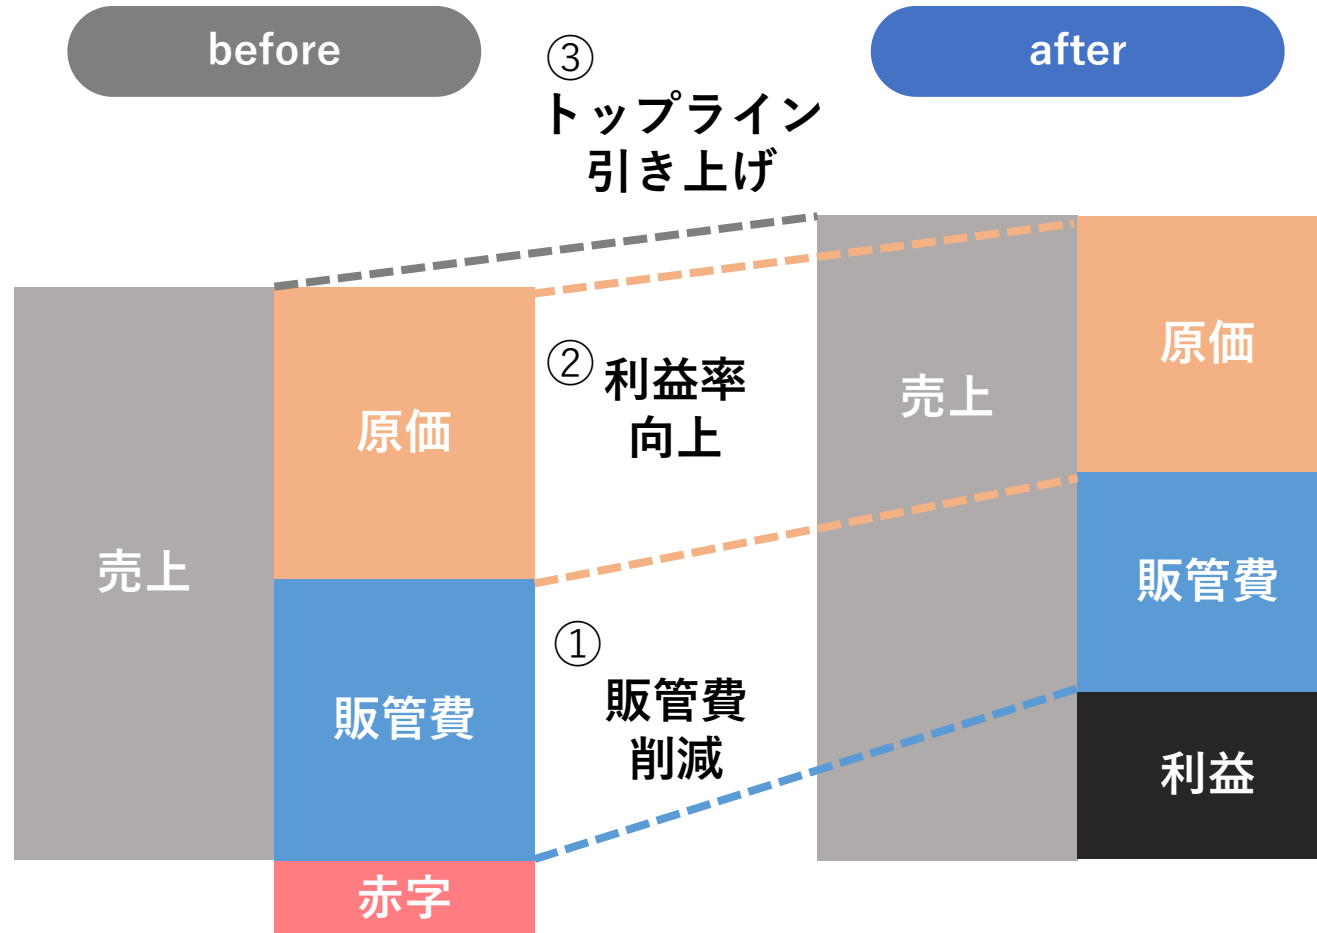 before
after
③
トップライン
引き上げ
売上
原価
販管費
赤字
②
利益率
向上
①
販管費
削減
売上
原価
販管費
利益